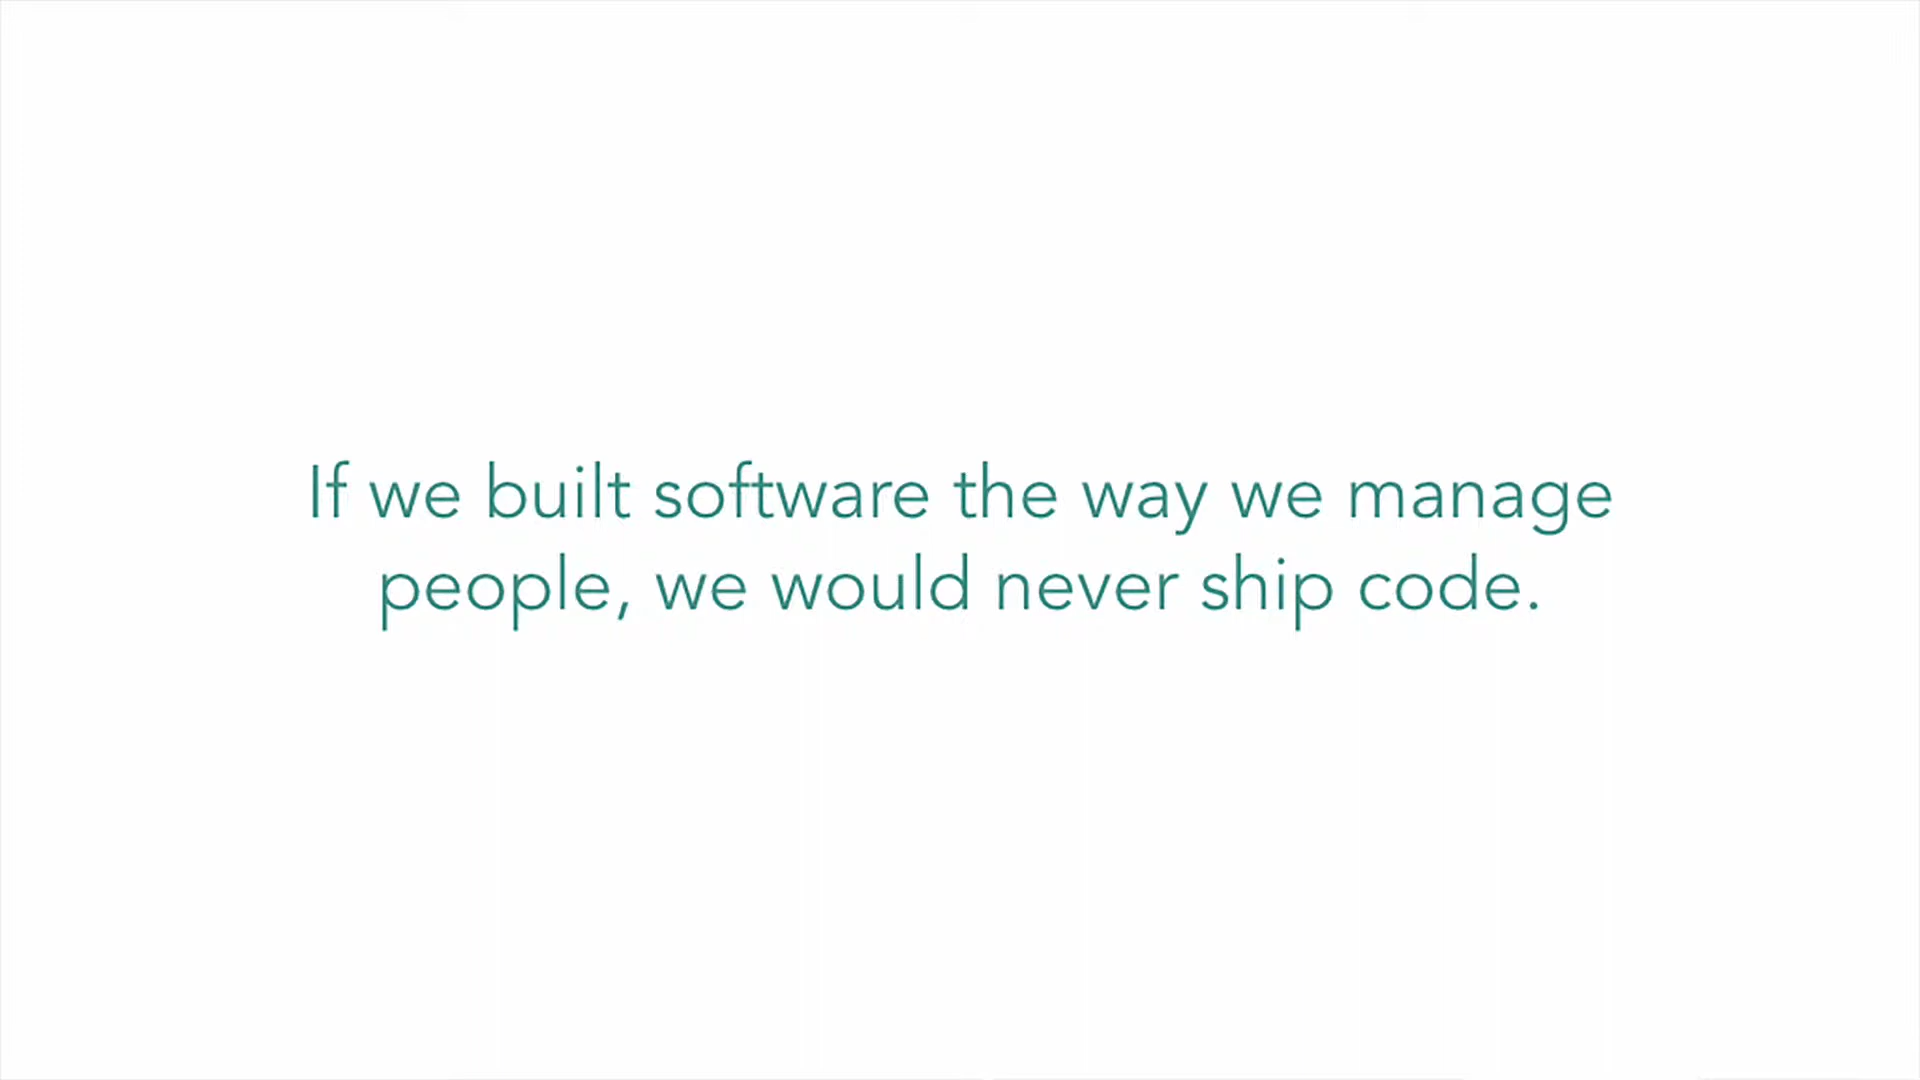 If we built software the way we manage
people, we would never ship code.